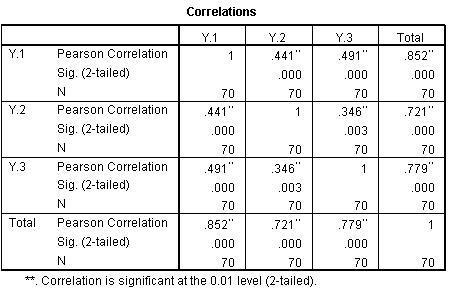 Correlations
Y.1 Y.2 Y.3 Total
Y.1 Pearson Correlation 1 .441** .491** .852**
Sig. (2-tailed) .000 .000 .000
N 70 70 70 70
Y.2 Pearson Correlation .441** 1 .346** .721**
Sig. (2-tailed) .000 .003 .000
N 70 70 70 70
Y.3 Pearson Correlation .491** .346** 1 .779**
Sig. (2-tailed) .000 .003 .000
N 70 70 70 70
Total Pearson Correlation .852** .721** .779** 1
Sig. (2-tailed) .000 .000 .000
N 70 70 70 70
**. Correlation is significant at the 0.01 level (2-tailed).